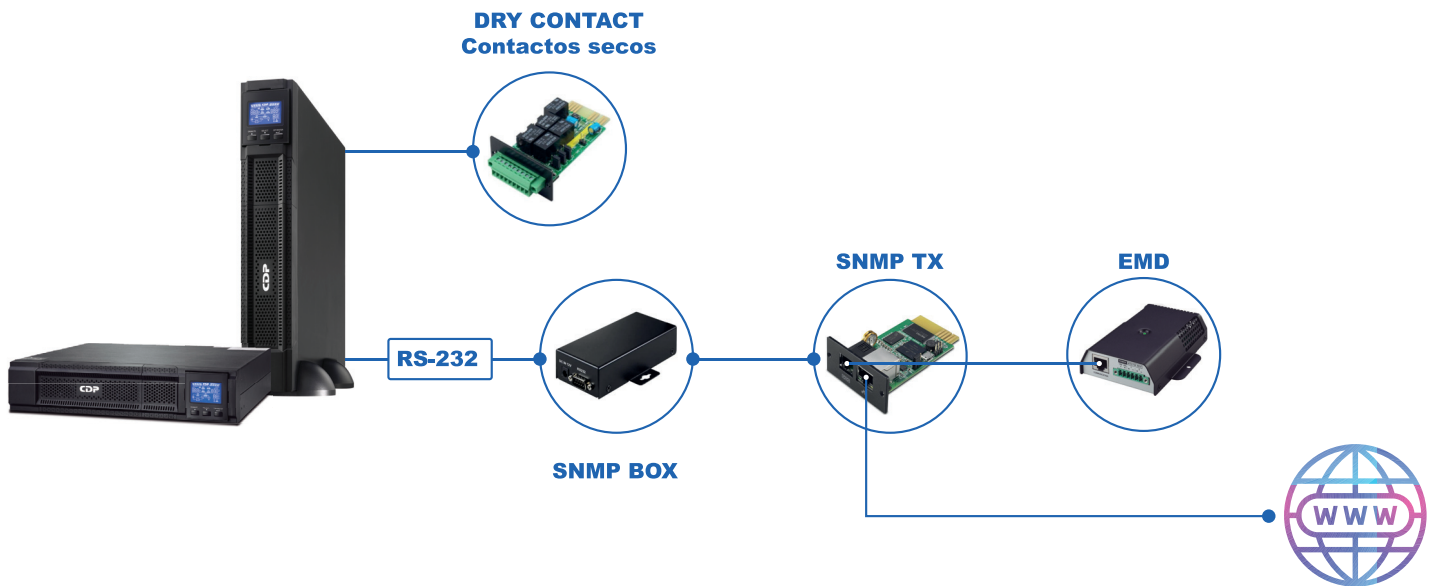 DRY CONTACT
Contactos secos
CDP
CDP
RS-232
SNMP BOX
SNMP TX
EMD
WWW